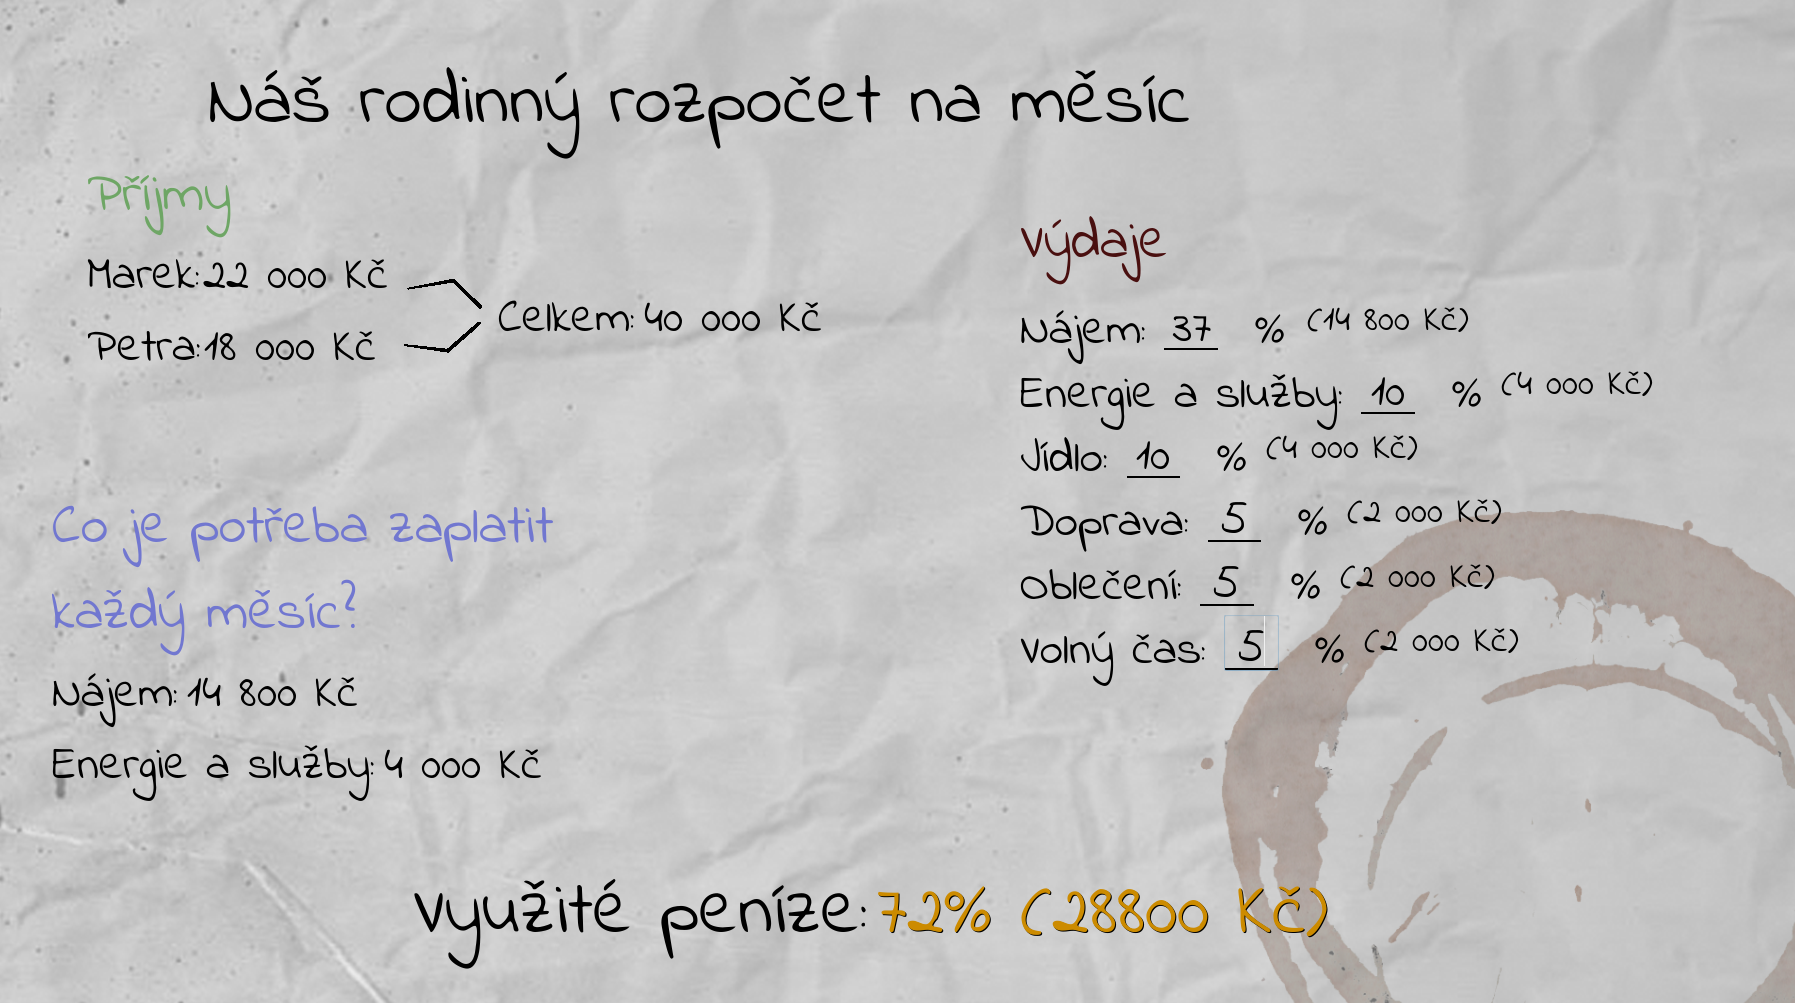 Náš rodinný rozpočet na měsíc
Příjmy
Marek: 22 000 Kč
Petra: 18 000 Kč
Celkem: 40 000 Kč
Co je potřeba zaplatit
každý měsíc?
Nájem: 14 800 Kč
Energie a služby: 4 000 Kč
Výdaje
Nájem: 37 % (14 800 Kč)
Energie a služby: 10 % (4 000 Kč)
Jídlo: 10 % (4 000 Kč)
Doprava: 5 % (2 000 Kč)
Oblečení: 5 % (2 000 Kč)
Volný čas: 5 % (2 000 Kč)
Využité peníze: 72% (28800 Kč)